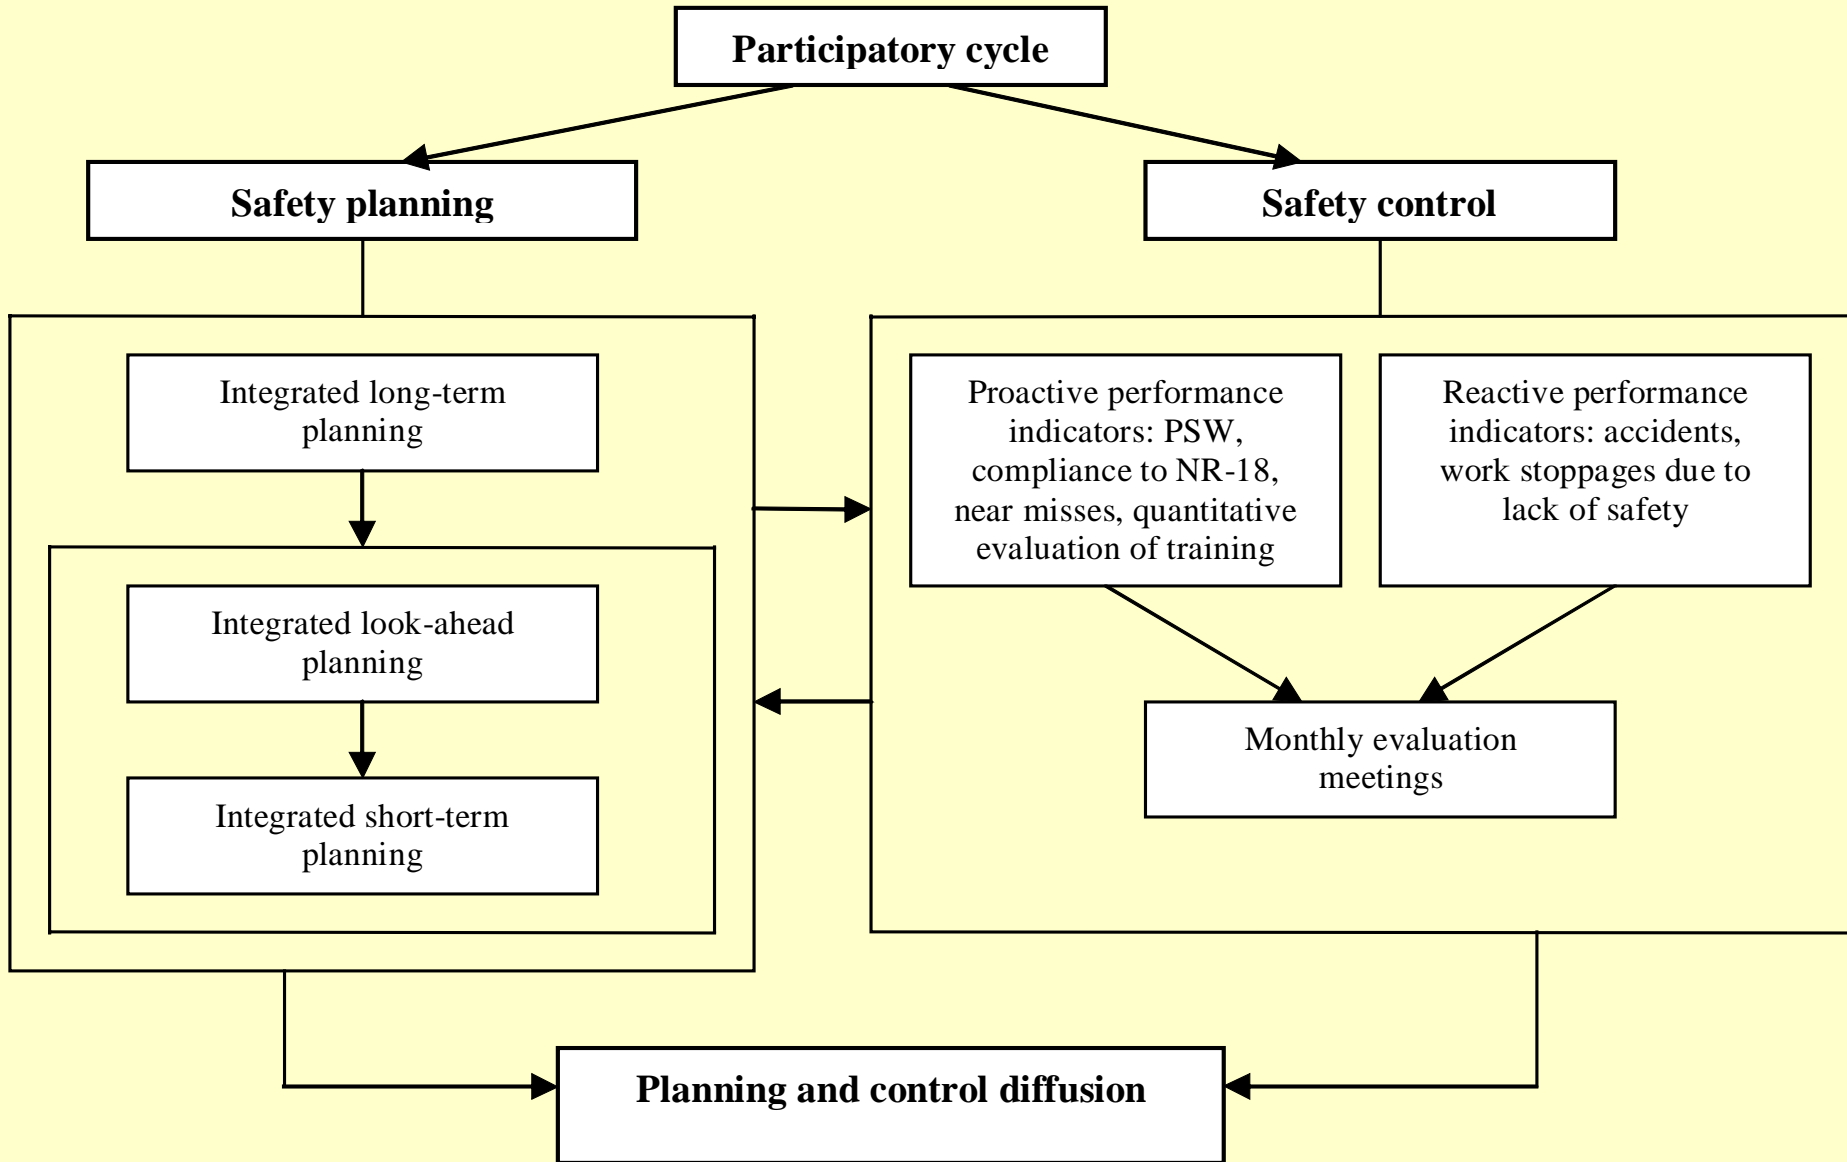 Participatory cycle
Safety planning
Safety control
Integrated long-term
planning
Integrated look-ahead
planning
Integrated short-term
planning
Proactive performance
indicators: PSW,
compliance to NR-18,
near misses, quantitative
evaluation of training
Reactive performance
indicators: accidents,
work stoppages due to
lack of safety
Monthly evaluation
meetings
Planning and control diffusion